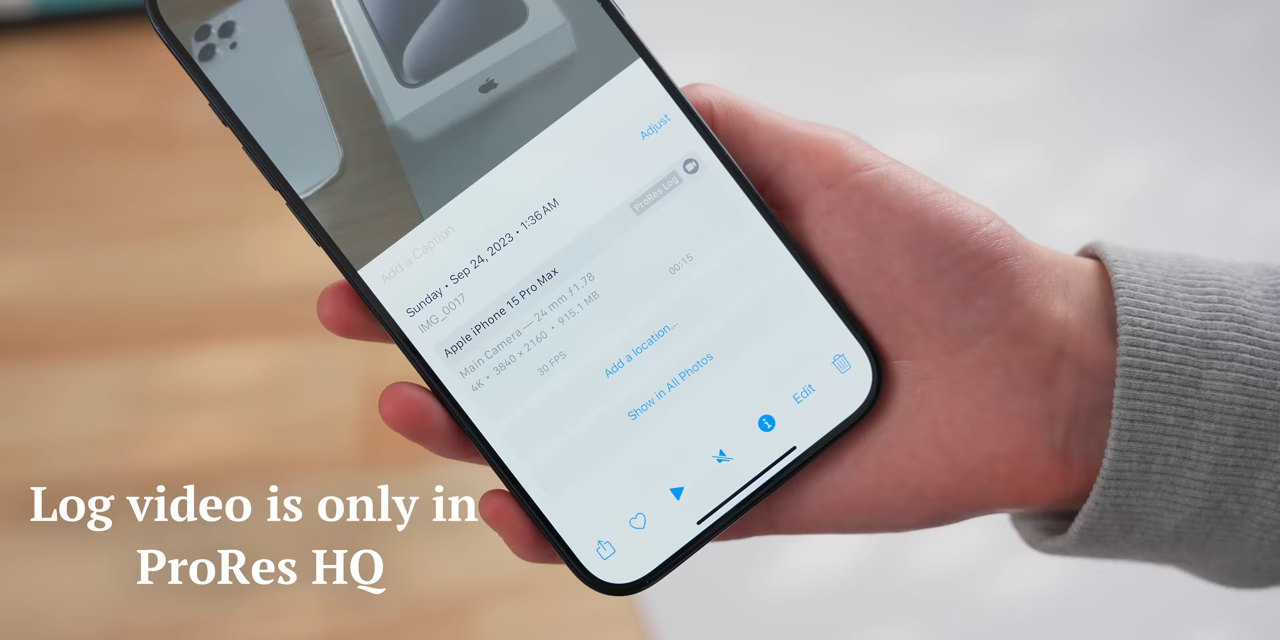 Adjust
Add a Caption
Sunday • Sep 24, 2023 • 1:36 AM
IMG_0017
Apple iPhone 15 Pro Max
ProRes Log
Main Camera — 24 mm ƒ1.78
4K • 3840 x 2160 • 915.1 MB
30 FPS
00:15
Add a location...
Show in All Photos
Edit
Log video is only in
ProRes HQ